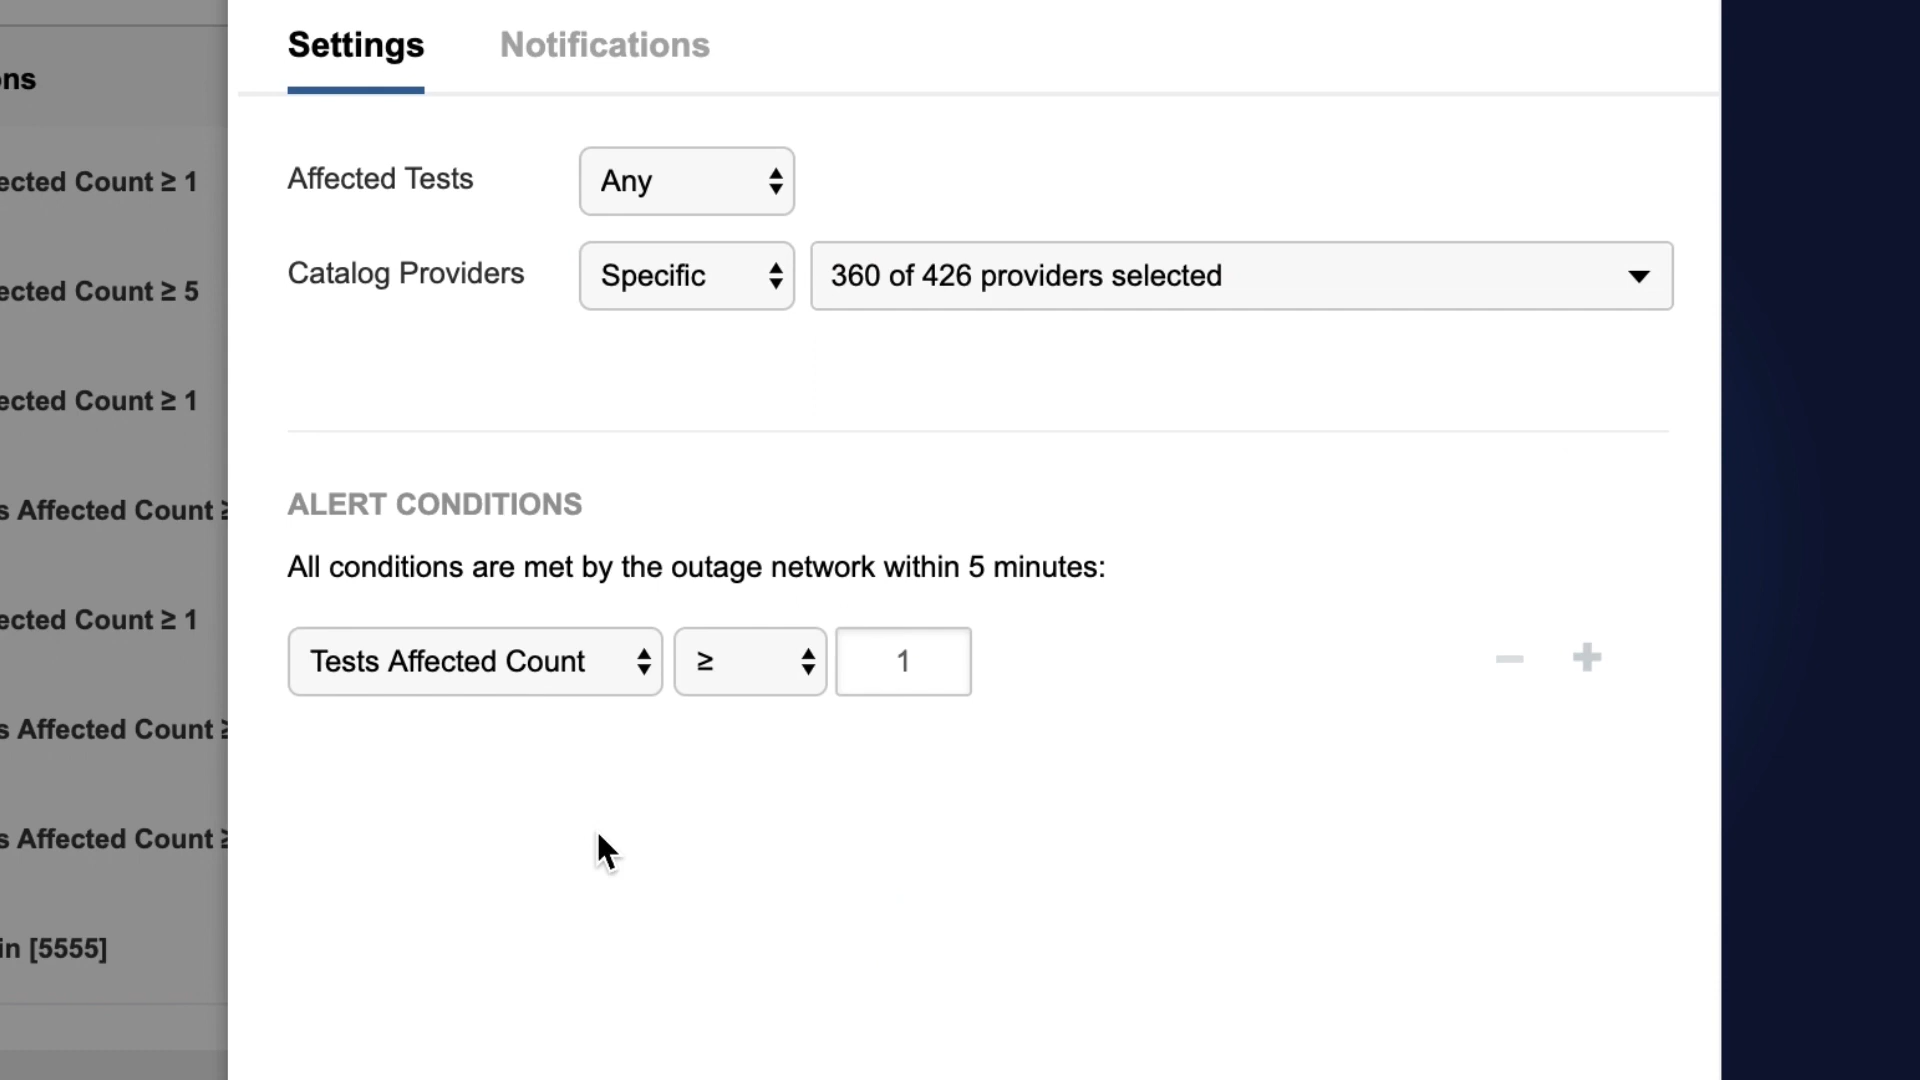 Settings Notifications
ons
Affected Tests Any
ected Count ≥ 1
Catalog Providers Specific 360 of 426 providers selected
ected Count ≥ 5
ected Count ≥ 1
ALERT CONDITIONS
s Affected Count ≥
All conditions are met by the outage network within 5 minutes:
ected Count ≥ 1
Tests Affected Count ≥ 1
s Affected Count ≥
s Affected Count ≥
in [5555]